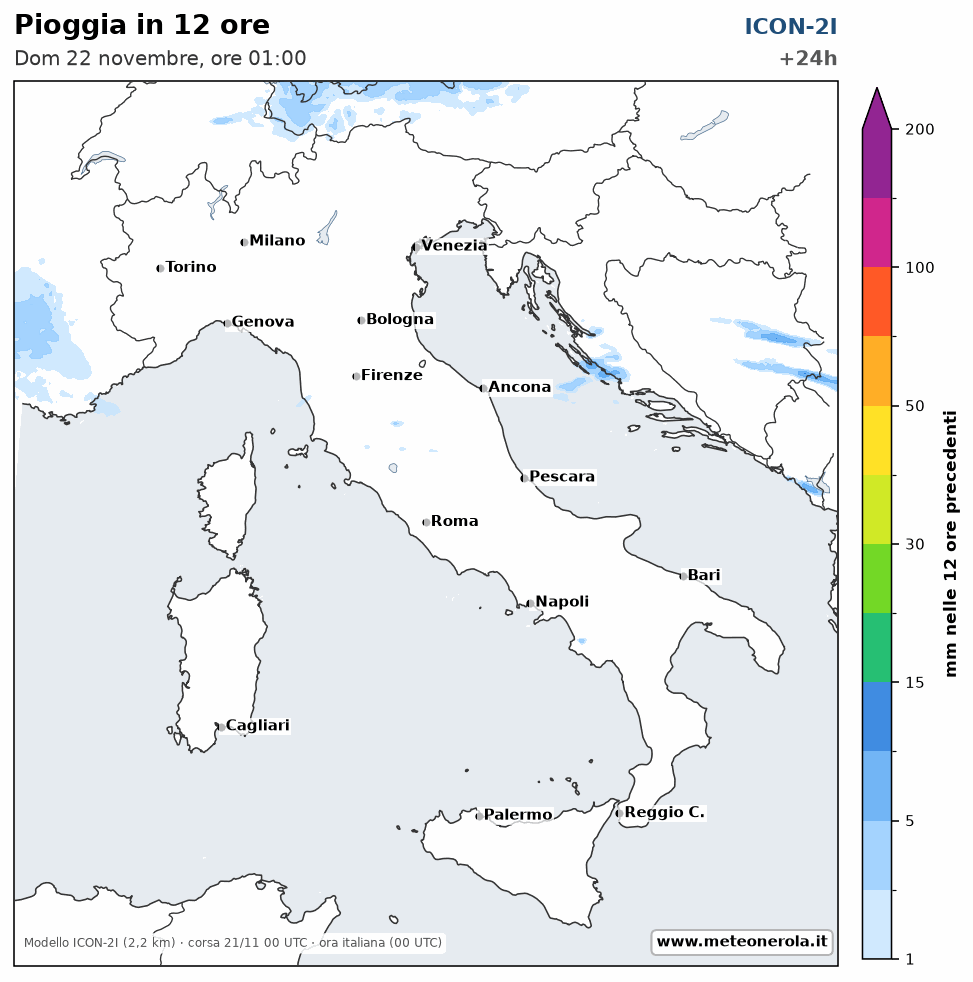 Pioggia in 12 ore
ICON-2I
Dom 22 novembre, ore 01:00
+24h
200
100
50
30
15
5
1
mm nelle 12 ore precedenti
Milano
Venezia
Torino
Genova
Bologna
Firenze
Ancona
Pescara
Roma
Bari
Napoli
Cagliari
Palermo
Reggio C.
Modello ICON-2I (2,2 km) · corsa 21/11 00 UTC · ora italiana (00 UTC)
www.meteonerola.it